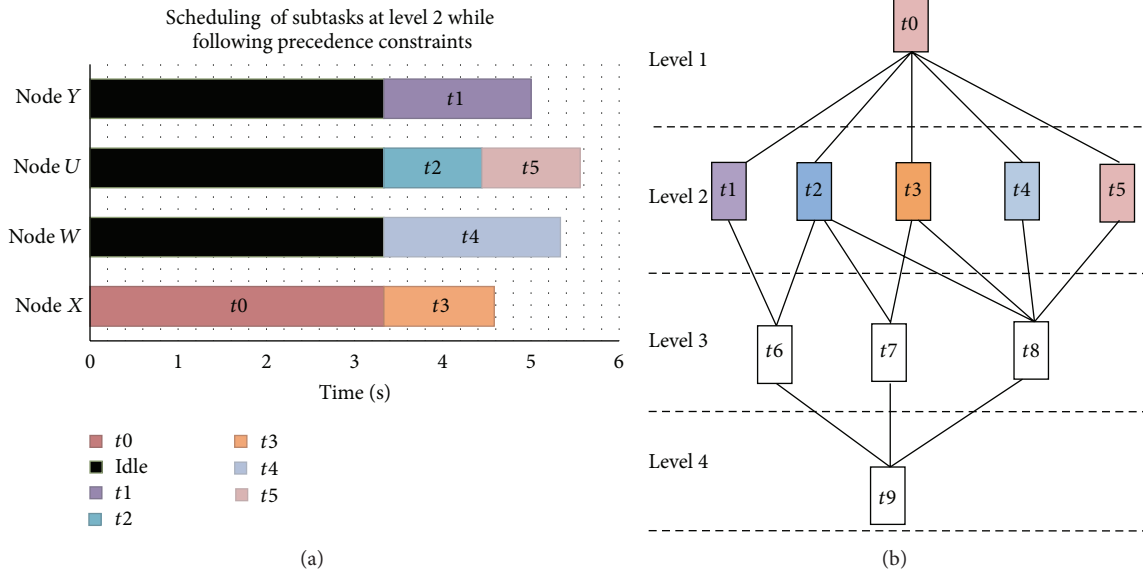 Scheduling of subtasks at level 2 while
following precedence constraints
Node Y
t1
Node U
t2
t5
Node W
t4
Node X
t0
t3
0
1
2
3
4
5
6
Time (s)
t0
Idle
t1
t2
t3
t4
t5
(a)
t0
Level 1
Level 2
t1
t2
t3
t4
t5
Level 3
t6
t7
t8
Level 4
t9
(b)